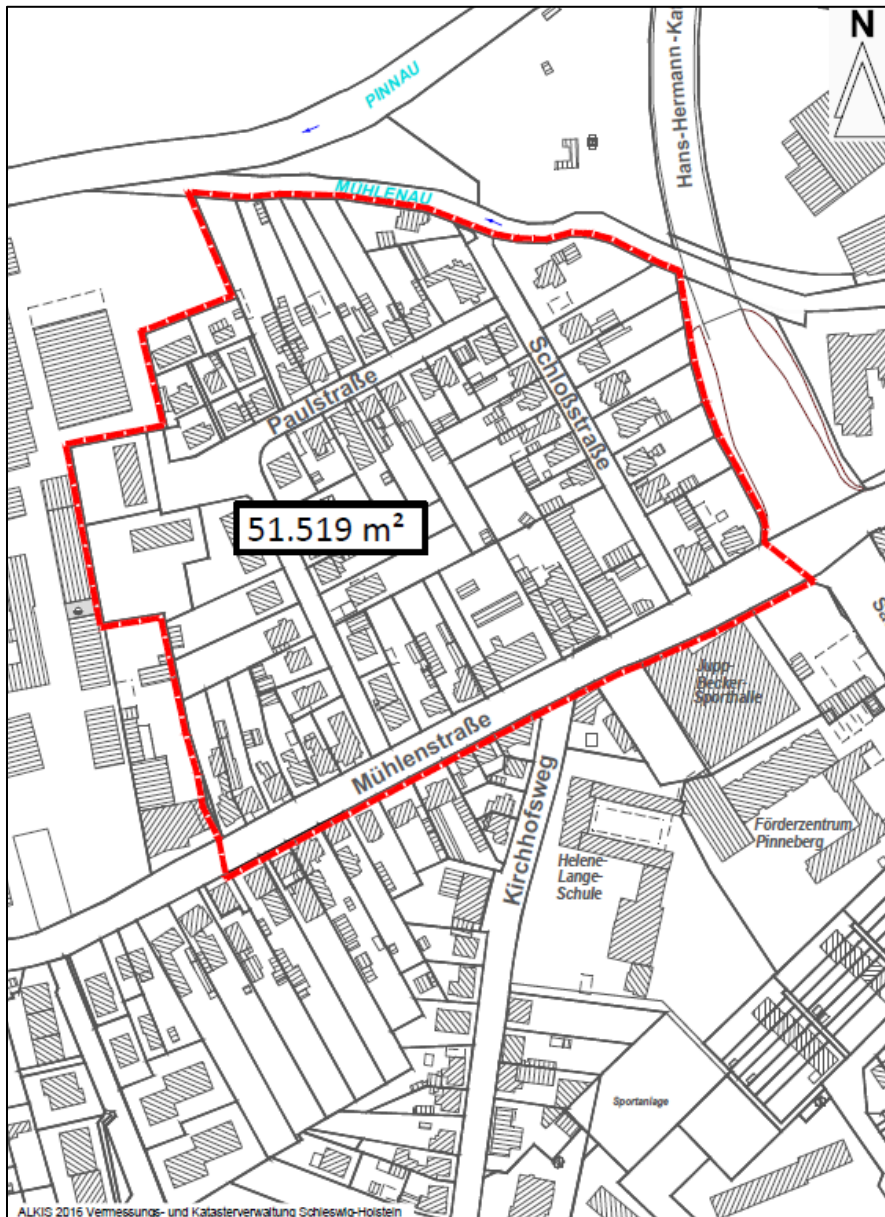 N
Hans-Hermann-Ka
PINNAU
MÜHLENAU
Schloßstraße
Paulstraße
51.519 m²
Jupp-
Becker-
Sporthalle
Mühlenstraße
Kirchhofsweg
Förderzentrum
Pinneberg
Helene-
Lange-
Schule
Sportanlage
ALKIS 2016 Vermessungs- und Katasterverwaltung Schleswig-Holstein